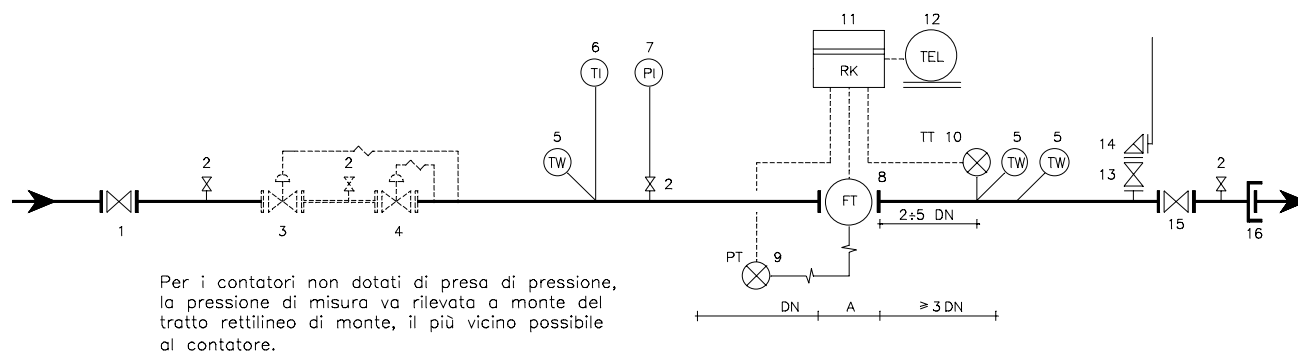 6 7 11 12
TI PI RK TEL
5 TT 10 5 5
TW TW TW
2 2 2 8 14 13 2
FT
1 3 4 2÷5 DN 15 16
PT 9
Per i contatori non dotati di presa di pressione,
la pressione di misura va rilevata a monte del
tratto rettilineo di monte, il più vicino possibile
al contatore.
DN A ≥ 3 DN